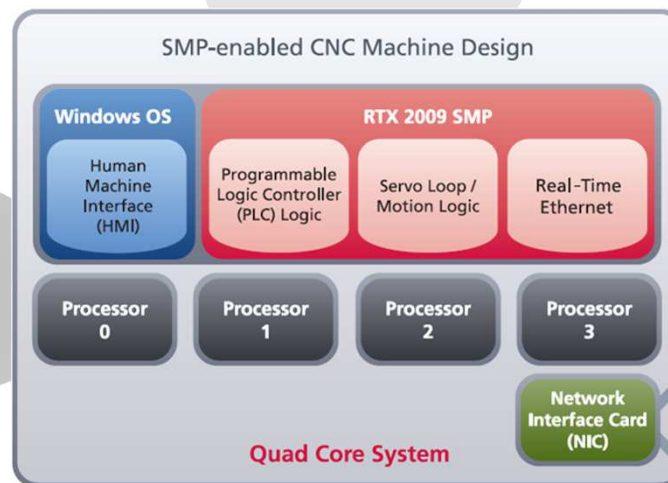 SMP-enabled CNC Machine Design
Windows OS
RTX 2009 SMP
Human
Machine
Interface
(HMI)
Programmable
Logic Controller
(PLC) Logic
Servo Loop /
Motion Logic
Real-Time
Ethernet
Processor
0
Processor
1
Processor
2
Processor
3
Network
Interface Card
(NIC)
Quad Core System